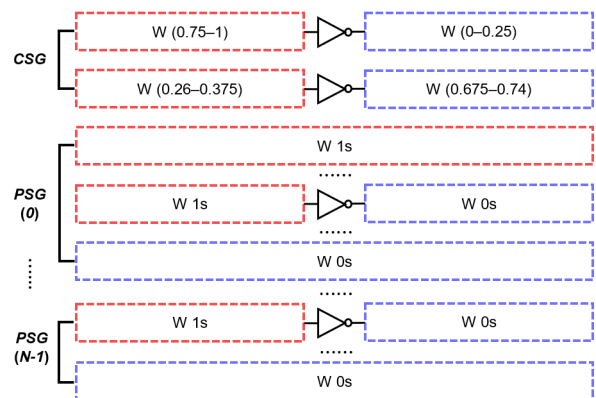 W (0.75–1) W (0–0.25)
CSG
W (0.26–0.375) W (0.675–0.74)
W 1s
......
PSG
(0)
W 1s W 0s
......
W 0s
......
......
PSG
(N-1)
W 1s W 0s
......
W 0s